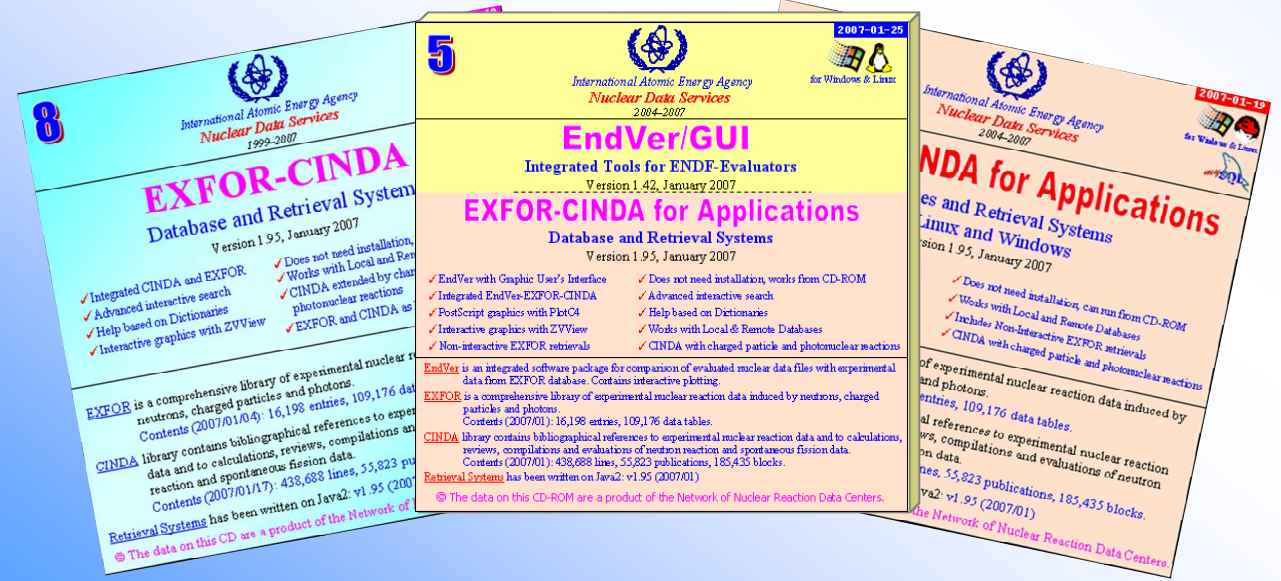 8
International Atomic Energy Agency
Nuclear Data Services
1999-2007
EXFOR-CINDA
Database and Retrieval System
Version 1.95, January 2007
✓Integrated CINDA and EXFOR
✓Advanced interactive search
✓Help based on Dictionaries
✓Interactive graphics with ZVView
✓Does not need installation,
✓Works with Local and
✓CINDA extended by
photonuclear reactions
✓EXFOR and CINDA as
EXFOR is a comprehensive library of experimental nuclear
neutrons, charged particles and photons.
Contents (2007/01/04): 16,198 entries, 109,176
CINDA library contains bibliographical references to
data and to calculations, reviews, compilations and
reaction and spontaneous fission data.
Contents (2007/01/17): 438,688 lines, 55,823
Retrieval Systems has been written on Java2: v1.95
© The data on this CD are a product of the Network of
5
2007-01-25
International Atomic Energy Agency
Nuclear Data Services
2004-2007
for Windows & Linux
EndVer/GUI
Integrated Tools for ENDF-Evaluators
Version 1.42, January 2007
EXFOR-CINDA for Applications
Database and Retrieval Systems
Version 1.95, January 2007
✓EndVer with Graphic User's Interface
✓Integrated EndVer-EXFOR-CINDA
✓PostScript graphics with PlotC4
✓Interactive graphics with ZVView
✓Non-interactive EXFOR retrievals
✓Does not need installation, works from CD-ROM
✓Advanced interactive search
✓Help based on Dictionaries
✓Works with Local & Remote Databases
✓CINDA with charged particle and photonuclear reactions
EndVer is an integrated software package for comparison of evaluated nuclear data files with experimental
data from EXFOR database. Contains interactive plotting.
EXFOR is a comprehensive library of experimental nuclear reaction data induced by neutrons, charged
particles and photons.
Contents (2007/01): 16,198 entries, 109,176 data tables.
CINDA library contains bibliographical references to experimental nuclear reaction data and to calculations,
reviews, compilations and evaluations of neutron reaction and spontaneous fission data.
Contents (2007/01): 438,688 lines, 55,823 publications, 185,435 blocks.
Retrieval Systems has been written on Java2: v1.95 (2007/01)
© The data on this CD-ROM are a product of the Network of Nuclear Reaction Data Centers.
2007-01-19
International Atomic Energy Agency
Nuclear Data Services
2004-2007
for Windows & Linux
NDA for Applications
es and Retrieval Systems
Linux and Windows
sion 1.95, January 2007
✓Does not need installation, can run from CD-ROM
✓Works with Local and Remote Databases
✓Includes Non-Interactive EXFOR retrievals
✓CINDA with charged particle and photonuclear reactions
of experimental nuclear reaction data induced by
and photons.
entries, 109,176 data tables.
references to experimental nuclear reaction
compilations and evaluations of neutron
data.
55,823 publications, 185,435 blocks.
v1.95 (2007/01)
the Network of Nuclear Reaction Data Centers.